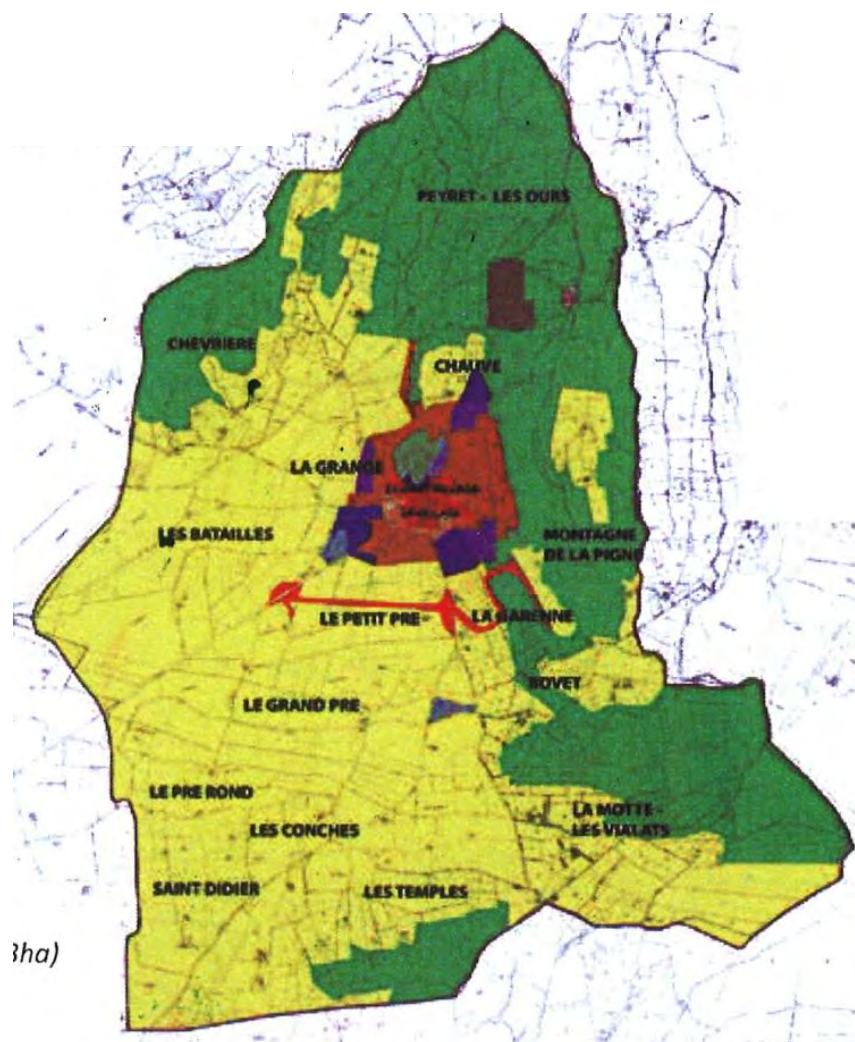 PEYRET - LES OURS
CHEVRIERE
CHAUVE
LA GRANGE
LES BATAILLES
MONTAGNE
DE LA PIGNE
LE PETIT PRE
LA GARENNE
BOVET
LE GRAND PRE
LE PRE ROND
LA MOTTE -
LES VIALATS
LES CONCHES
SAINT DIDIER
LES TEMPLES
ha)